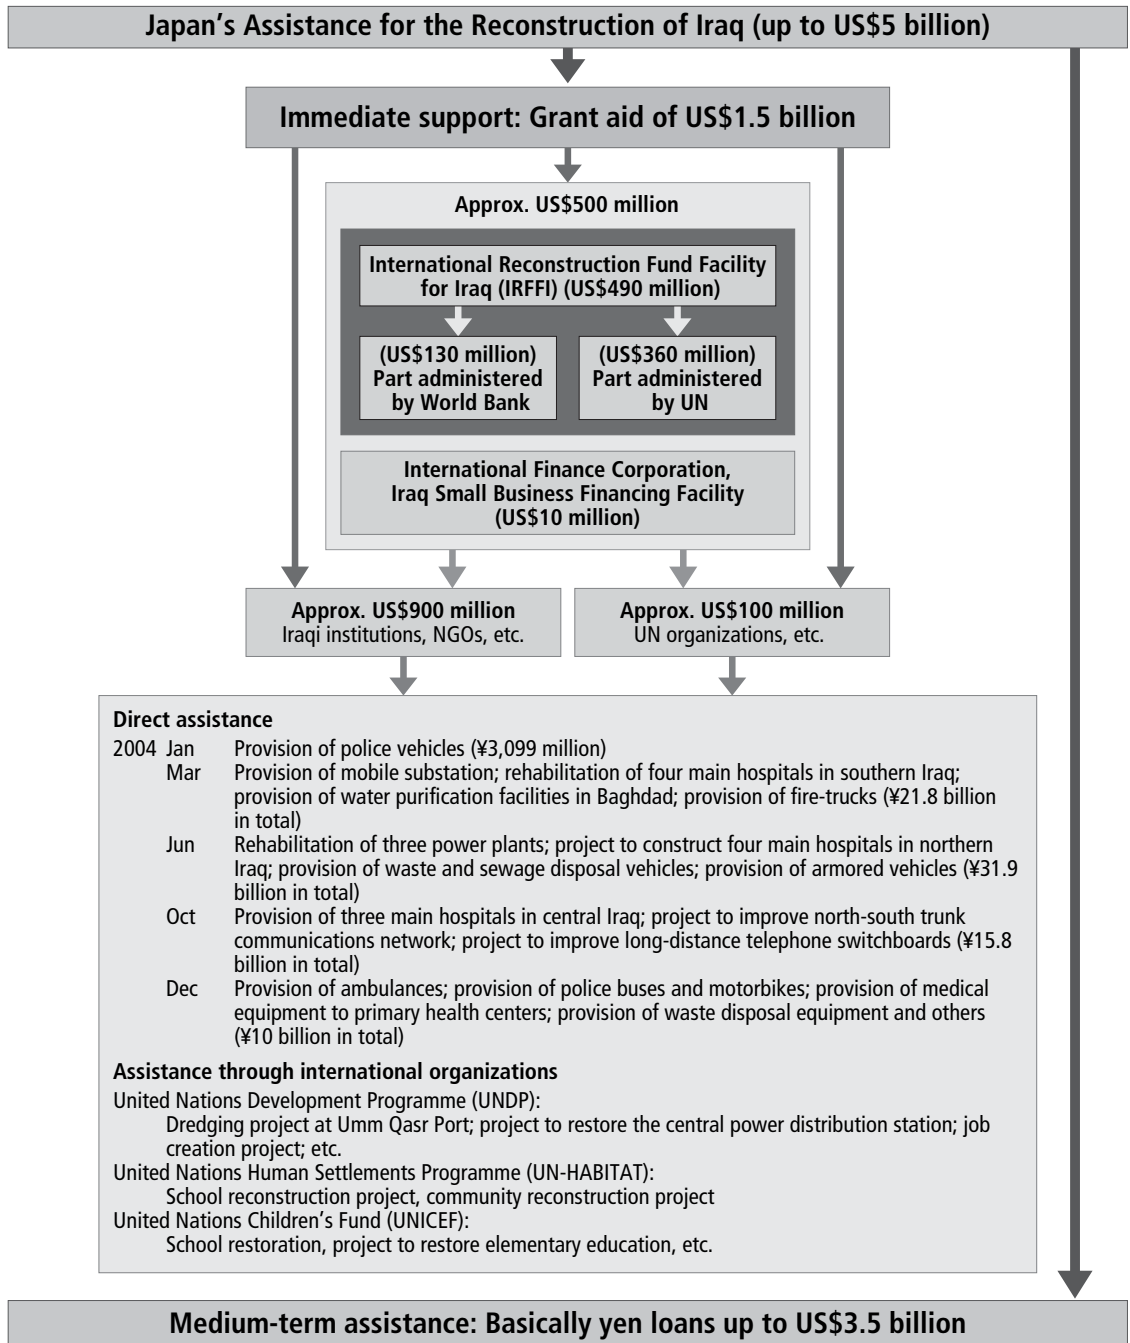 Japan's Assistance for the Reconstruction of Iraq (up to US$5 billion)
Immediate support: Grant aid of US$1.5 billion
Approx. US$500 million
International Reconstruction Fund Facility
for Iraq (IRFFI) (US$490 million)
(US$130 million)
Part administered
by World Bank
(US$360 million)
Part administered
by UN
International Finance Corporation,
Iraq Small Business Financing Facility
(US$10 million)
Approx. US$900 million
Iraqi institutions, NGOs, etc.
Approx. US$100 million
UN organizations, etc.
Direct assistance
2004 Jan Provision of police vehicles (¥3,099 million)
Mar Provision of mobile substation; rehabilitation of four main hospitals in southern Iraq;
provision of water purification facilities in Baghdad; provision of fire-trucks (¥21.8 billion
in total)
Jun Rehabilitation of three power plants; project to construct four main hospitals in northern
Iraq; provision of waste and sewage disposal vehicles; provision of armored vehicles (¥31.9
billion in total)
Oct Provision of three main hospitals in central Iraq; project to improve north-south trunk
communications network; project to improve long-distance telephone switchboards (¥15.8
billion in total)
Dec Provision of ambulances; provision of police buses and motorbikes; provision of medical
equipment to primary health centers; provision of waste disposal equipment and others
(¥10 billion in total)
Assistance through international organizations
United Nations Development Programme (UNDP):
Dredging project at Umm Qasr Port; project to restore the central power distribution station; job
creation project; etc.
United Nations Human Settlements Programme (UN-HABITAT):
School reconstruction project, community reconstruction project
United Nations Children's Fund (UNICEF):
School restoration, project to restore elementary education, etc.
Medium-term assistance: Basically yen loans up to US$3.5 billion